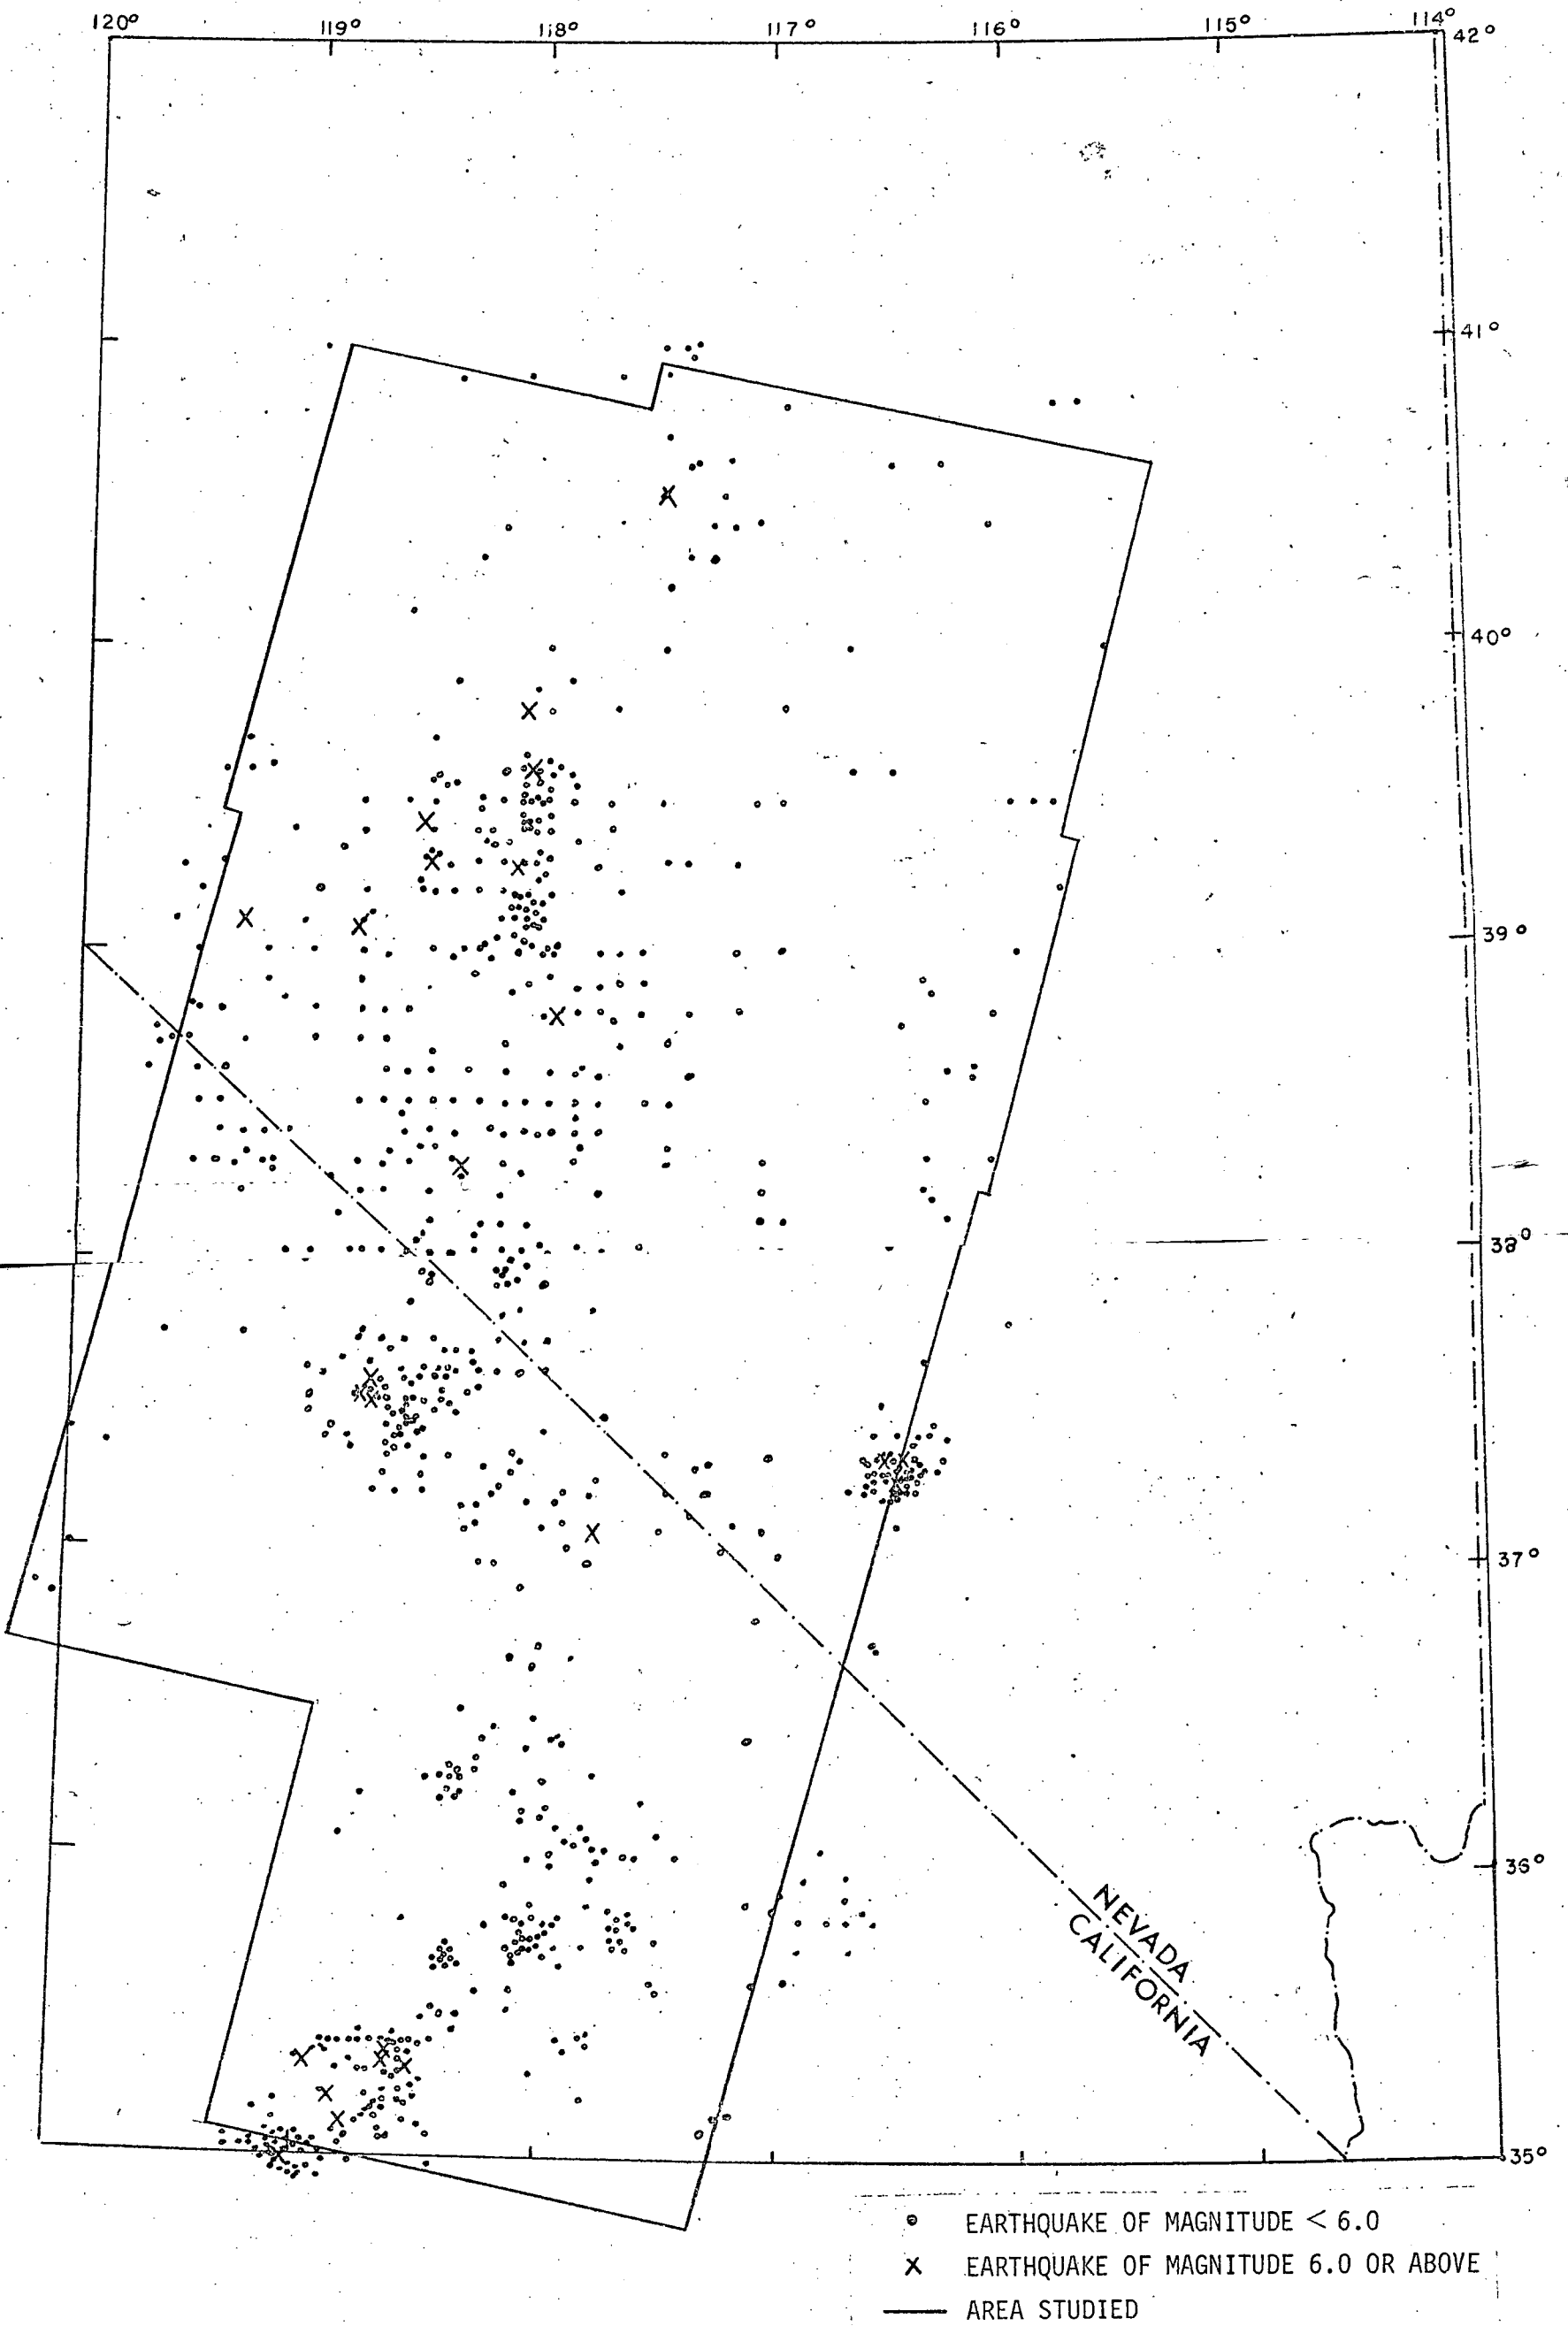 120° 119° 118° 117° 116° 115° 114°
42°
41°
40°
39°
38°
37°
36°
NEVADA
CALIFORNIA
35°
EARTHQUAKE OF MAGNITUDE < 6.0
X EARTHQUAKE OF MAGNITUDE 6.0 OR ABOVE
AREA STUDIED